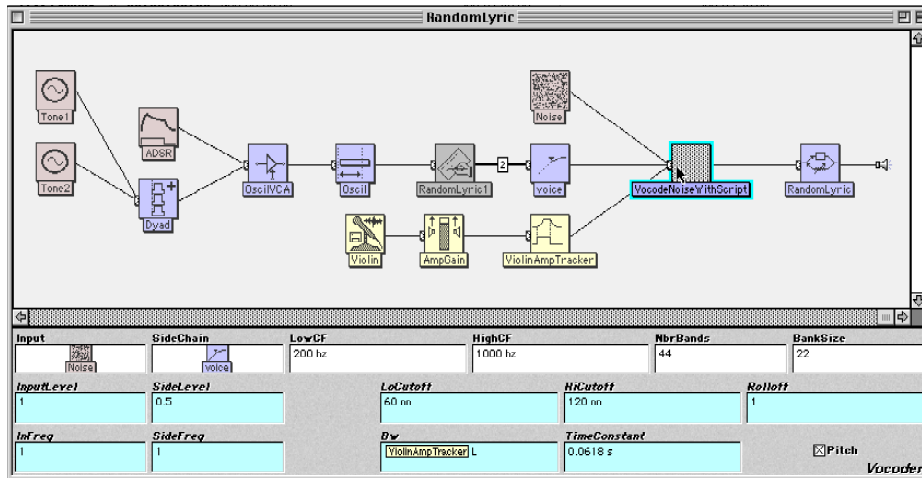 RandomLyric
Tone1
Noise
ADSR
Tone2
OscilVCA
Oscil
RandomLyric1
2
voice
VocodeNoiseWithScript
RandomLyric
Dyad
Violin
AmpGain
ViolinAmpTracker
Input SideChain LowCF HighCF NbrBands BankSize
Noise voice 200 hz 1000 hz 44 22
InputLevel SideLevel LoCutoff HiCutoff Rolloff
1 0.5 60 nn 120 nn 1
InFreq SideFreq Bw TimeConstant
1 1 ViolinAmpTracker L 0.0618 s
Pitch
Vocoder